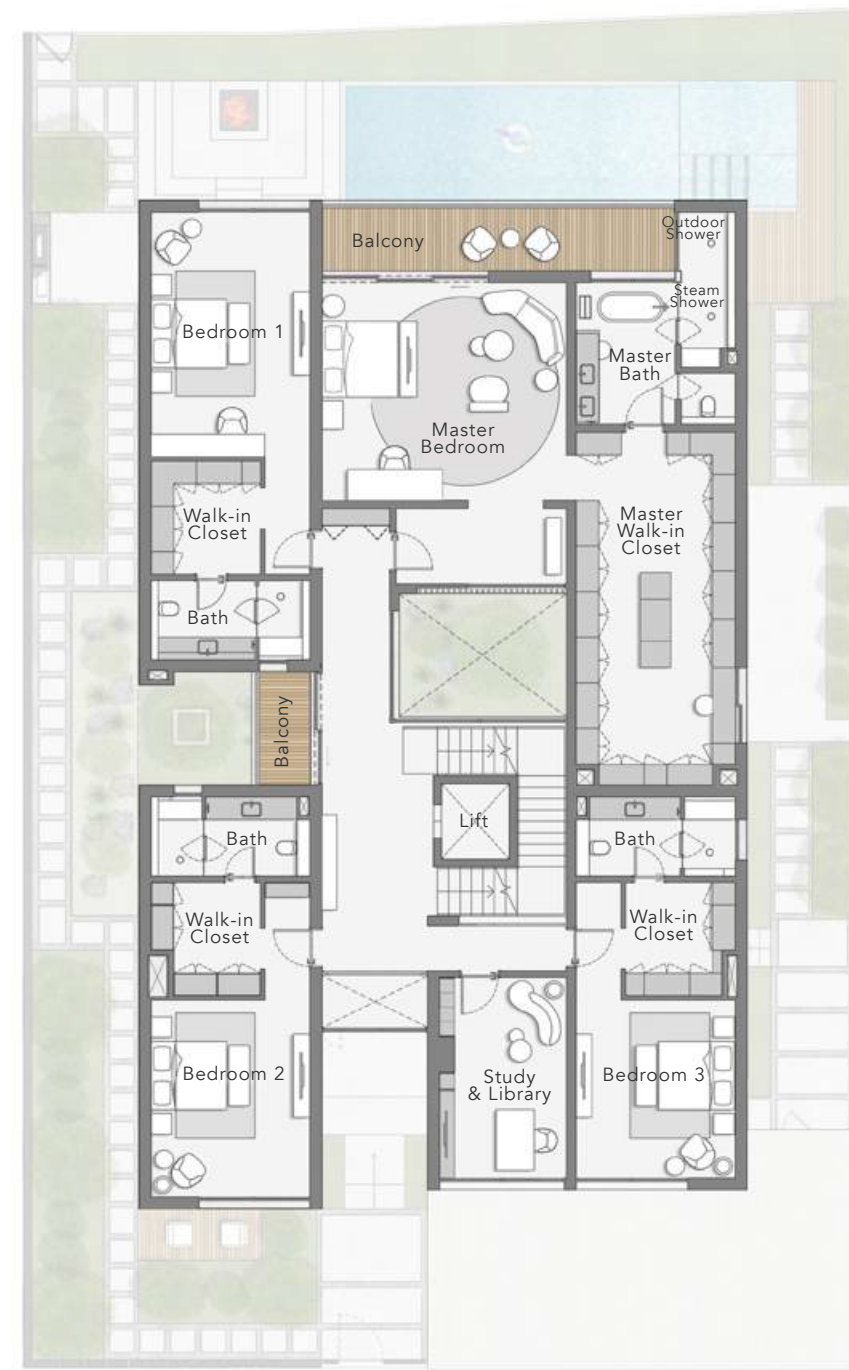 Outdoor
Shower
Balcony
Steam
Shower
Bedroom 1
Master
Bath
Master
Bedroom
Walk-in
Closet
Master
Walk-in
Closet
Bath
Balcony
Lift
Bath
Bath
Walk-in
Closet
Walk-in
Closet
Bedroom 2
Study
& Library
Bedroom 3